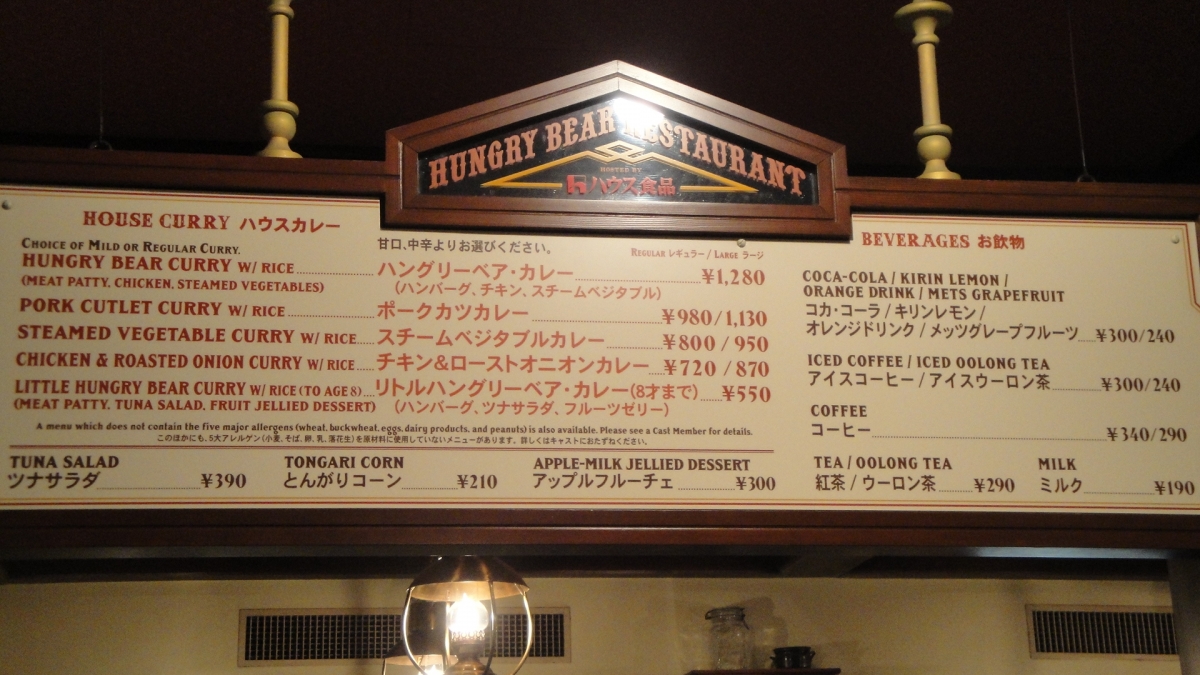 HUNGRY BEAR RESTAURANT
HOSTED BY
ハウス食品
HOUSE CURRY ハウスカレー
CHOICE OF MILD OR REGULAR CURRY. 甘口、中辛よりお選びください。 REGULAR レギュラー / LARGE ラージ
HUNGRY BEAR CURRY W/ RICE ハングリーベア・カレー ¥1,280
(MEAT PATTY, CHICKEN, STEAMED VEGETABLES) (ハンバーグ、チキン、スチームベジタブル)
PORK CUTLET CURRY W/ RICE ポークカツカレー ¥980/1,130
STEAMED VEGETABLE CURRY W/ RICE スチームベジタブルカレー ¥800 / 950
CHICKEN & ROASTED ONION CURRY W/ RICE チキン&ローストオニオンカレー ¥720 / 870
LITTLE HUNGRY BEAR CURRY W/ RICE (TO AGE 8) リトルハングリーベア・カレー(8才まで) ¥550
(MEAT PATTY, TUNA SALAD, FRUIT JELLIED DESSERT) (ハンバーグ、ツナサラダ、フルーツゼリー)
A menu which does not contain the five major allergens (wheat, buckwheat, eggs, dairy products, and peanuts) is also available. Please see a Cast Member for details.
このほかにも、5大アレルゲン(小麦、そば、卵、乳、落花生)を原材料に使用していないメニューがあります。詳しくはキャストにおたずねください。
TUNA SALAD TONGARI CORN APPLE-MILK JELLIED DESSERT
ツナサラダ ¥390 とんがりコーン ¥210 アップルフルーチェ ¥300
BEVERAGES お飲物
COCA-COLA / KIRIN LEMON /
ORANGE DRINK / METS GRAPEFRUIT
コカ・コーラ / キリンレモン /
オレンジドリンク / メッツグレープフルーツ ¥300/240
ICED COFFEE / ICED OOLONG TEA
アイスコーヒー / アイスウーロン茶 ¥300/240
COFFEE
コーヒー ¥340/290
TEA / OOLONG TEA MILK
紅茶 / ウーロン茶 ¥290 ミルク ¥190